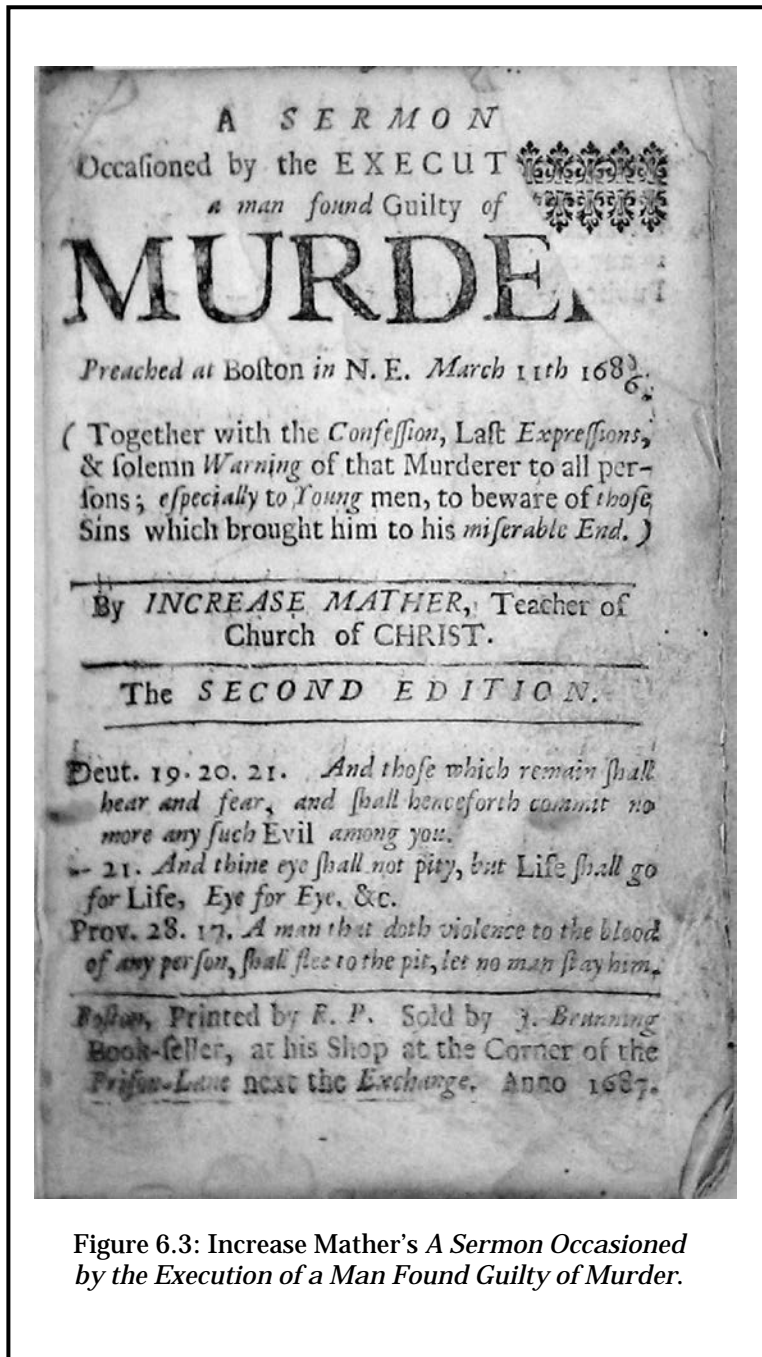 A SERMON
Occaſioned by the EXECUT
a man found Guilty of
MURDE
Preached at Boſton in N. E. March 11th 168⅚.
( Together with the Confeſſion, Laſt Expreſſions,
& ſolemn Warning of that Murderer to all per-
ſons; eſpecially to Young men, to beware of thoſe
Sins which brought him to his miſerable End. )
By INCREASE MATHER, Teacher of
Church of CHRIST.
The SECOND EDITION.
Deut. 19. 20. 21. And thoſe which remain ſhall
hear and fear, and ſhall henceforth commit no
more any ſuch Evil among you.
-- 21. And thine eye ſhall not pity, but Life ſhall go
for Life, Eye for Eye. &c.
Prov. 28. 17. A man that doth violence to the blood
of any perſon, ſhall flee to the pit, let no man ſtay him.
Boſton, Printed by R. P. Sold by J. Brunning
Book-ſeller, at his Shop at the Corner of the
Priſon-Lane next the Exchange. Anno 1687.
Figure 6.3: Increase Mather’s A Sermon Occasioned
by the Execution of a Man Found Guilty of Murder.